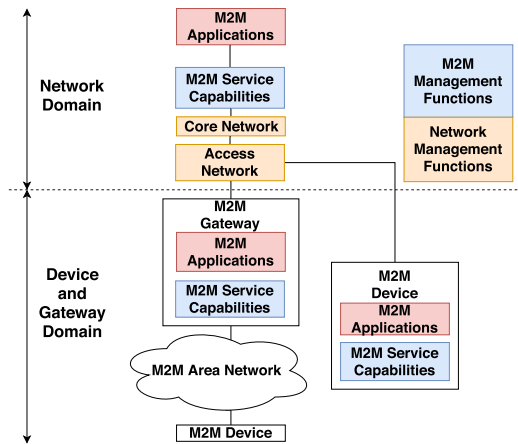 Network
Domain
M2M
Applications
M2M Service
Capabilities
Core Network
Access
Network
M2M
Management
Functions
Network
Management
Functions
Device
and
Gateway
Domain
M2M
Gateway
M2M
Applications
M2M Service
Capabilities
M2M Area Network
M2M Device
M2M
Device
M2M
Applications
M2M Service
Capabilities